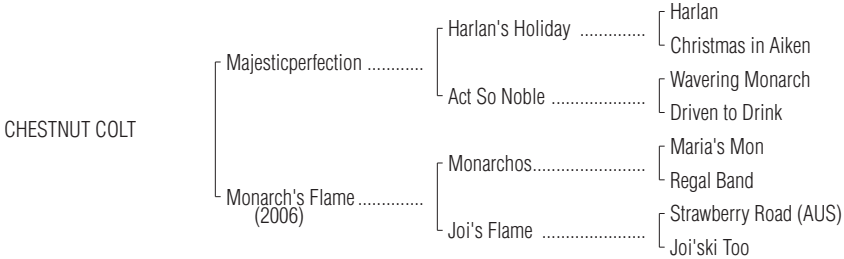 Harlan
Harlan's Holiday ..............
Christmas in Aiken
Majesticperfection ............
Wavering Monarch
Act So Noble ....................
Driven to Drink
CHESTNUT COLT
Maria's Mon
Monarchos........................
Regal Band
Monarch's Flame ..............
(2006)
Strawberry Road (AUS)
Joi's Flame ......................
Joi'ski Too